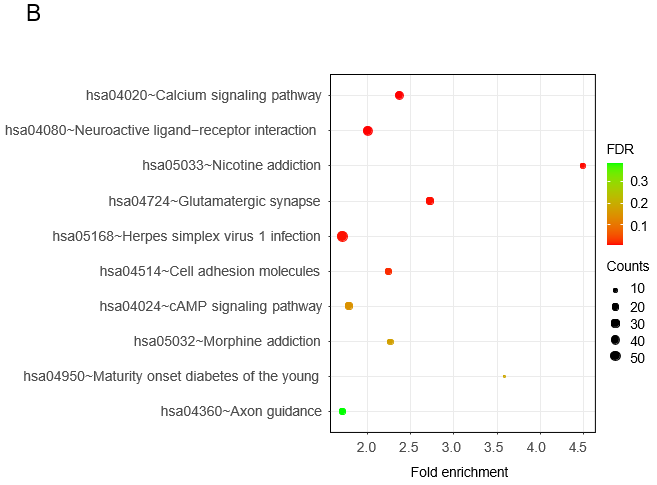 B
hsa04020~Calcium signaling pathway
hsa04080~Neuroactive ligand−receptor interaction
hsa05033~Nicotine addiction
hsa04724~Glutamatergic synapse
hsa05168~Herpes simplex virus 1 infection
hsa04514~Cell adhesion molecules
hsa04024~cAMP signaling pathway
hsa05032~Morphine addiction
hsa04950~Maturity onset diabetes of the young
hsa04360~Axon guidance
2.0 2.5 3.0 3.5 4.0 4.5
Fold enrichment
FDR
0.3
0.2
0.1
Counts
10
20
30
40
50